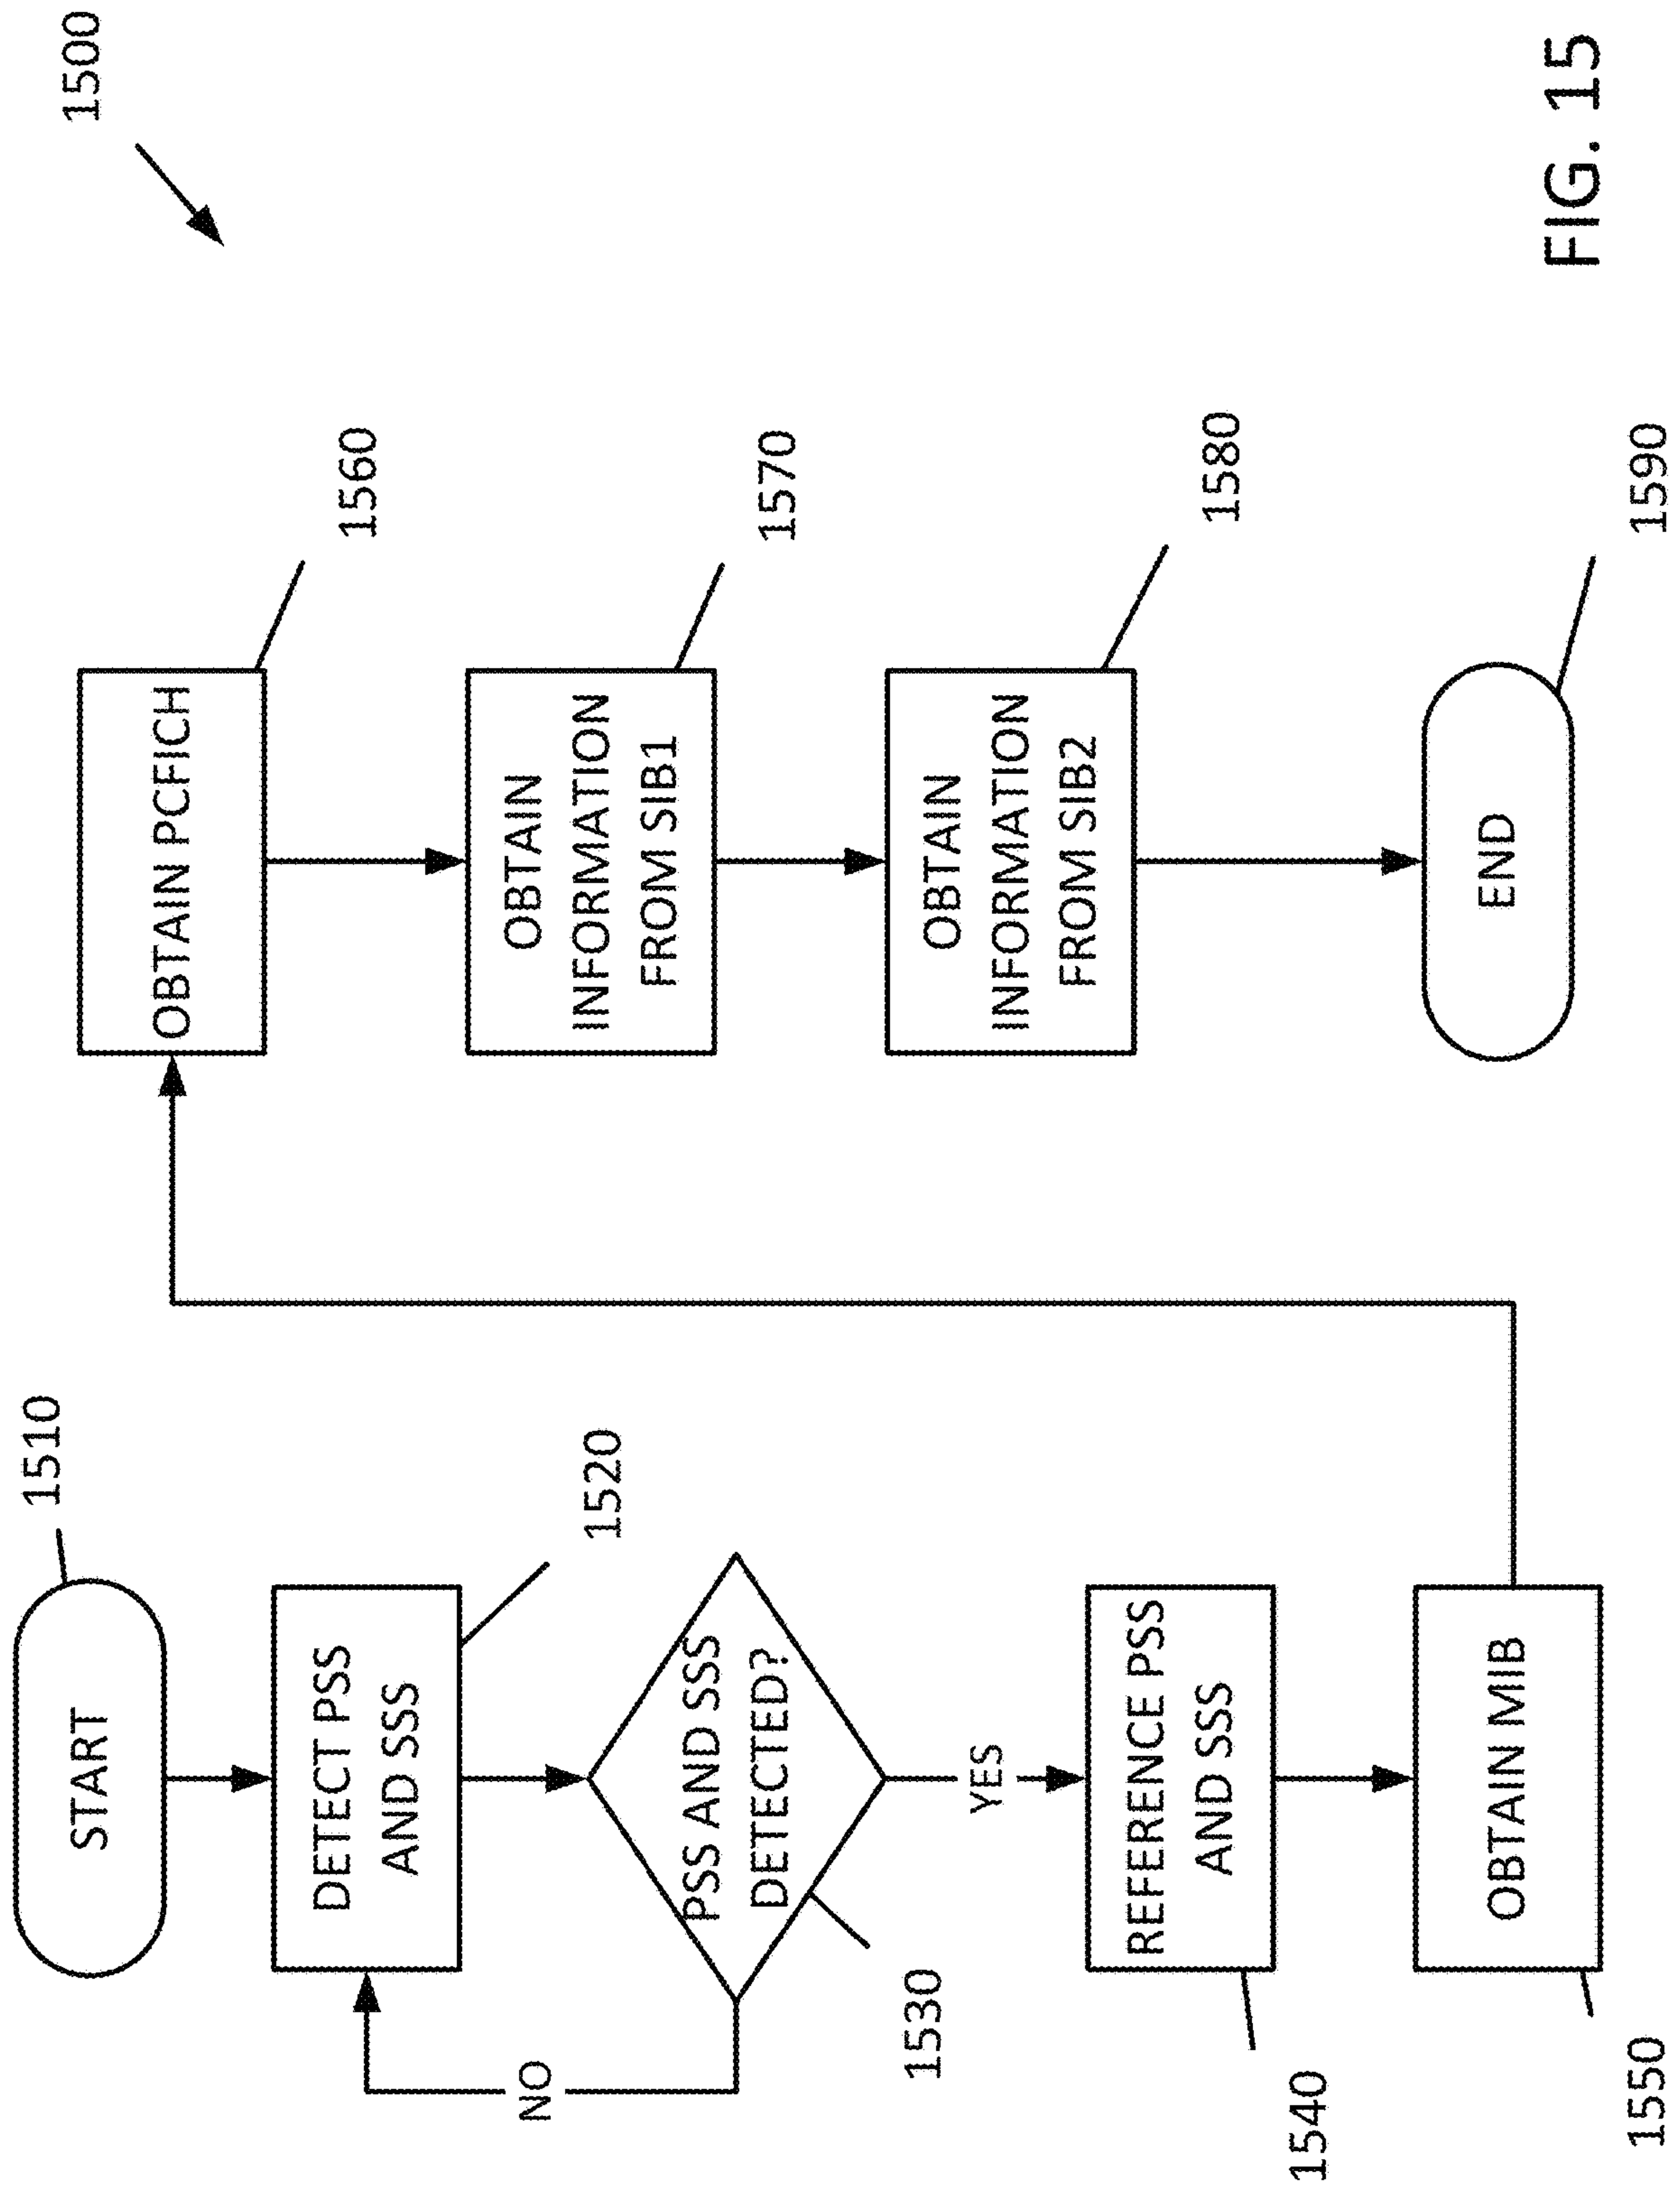 1500
START
1510
DETECT PSS
AND SSS
1520
PSS AND SSS
DETECTED?
1530
NO
YES
REFERENCE PSS
AND SSS
1540
OBTAIN MIB
1550
OBTAIN PCFICH
1560
OBTAIN
INFORMATION
FROM SIB1
1570
OBTAIN
INFORMATION
FROM SIB2
1580
END
1590
FIG. 15